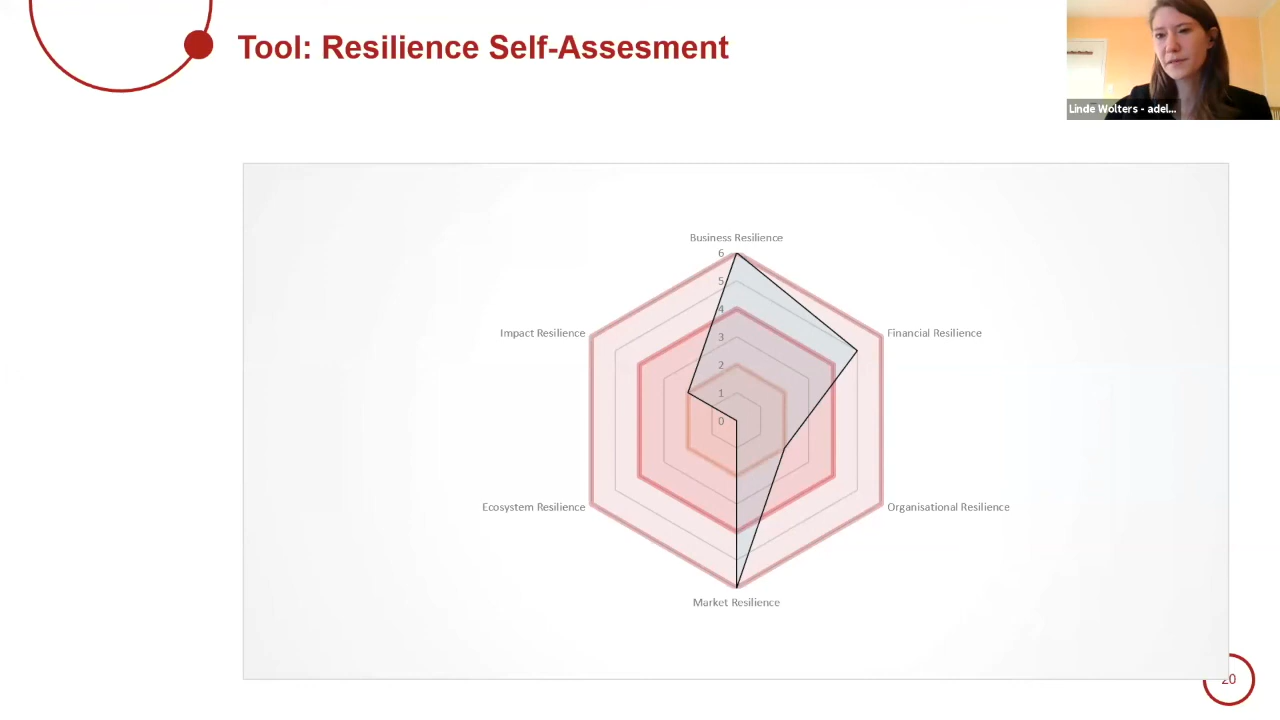 Tool: Resilience Self-Assesment
Linde Wolters - adel...
Business Resilience
6
5
4
3
2
1
0
Impact Resilience
Financial Resilience
Ecosystem Resilience
Organisational Resilience
Market Resilience
20